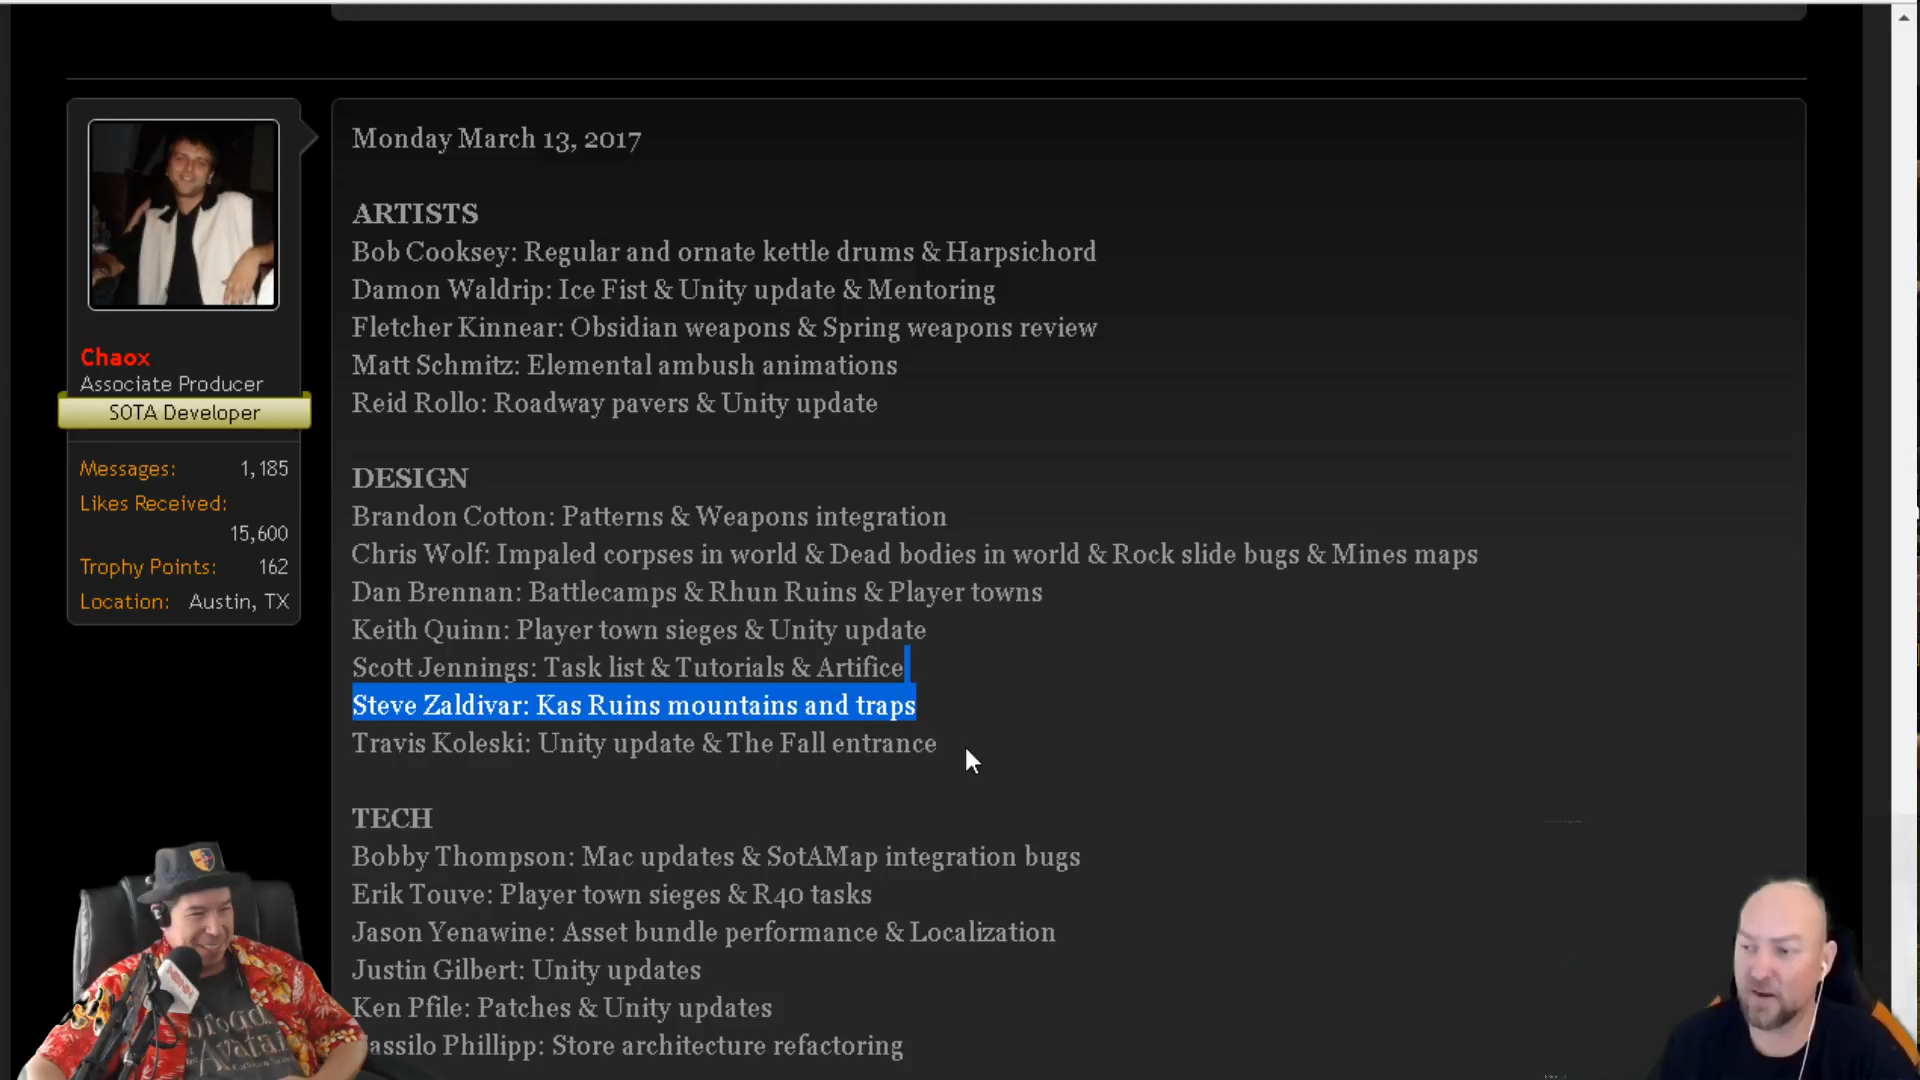 Monday March 13, 2017
ARTISTS
Bob Cooksey: Regular and ornate kettle drums & Harpsichord
Damon Waldrip: Ice Fist & Unity update & Mentoring
Fletcher Kinnear: Obsidian weapons & Spring weapons review
Matt Schmitz: Elemental ambush animations
Reid Rollo: Roadway pavers & Unity update
Chaox
Associate Producer
SOTA Developer
Messages: 1,185
Likes Received:
15,600
Trophy Points: 162
Location: Austin, TX
DESIGN
Brandon Cotton: Patterns & Weapons integration
Chris Wolf: Impaled corpses in world & Dead bodies in world & Rock slide bugs & Mines maps
Dan Brennan: Battlecamps & Rhun Ruins & Player towns
Keith Quinn: Player town sieges & Unity update
Scott Jennings: Task list & Tutorials & Artifice
Steve Zaldivar: Kas Ruins mountains and traps
Travis Koleski: Unity update & The Fall entrance
TECH
Bobby Thompson: Mac updates & SotAMap integration bugs
Erik Touve: Player town sieges & R40 tasks
Jason Yenawine: Asset bundle performance & Localization
Justin Gilbert: Unity updates
Ken Pfile: Patches & Unity updates
assilo Phillipp: Store architecture refactoring
Avatar